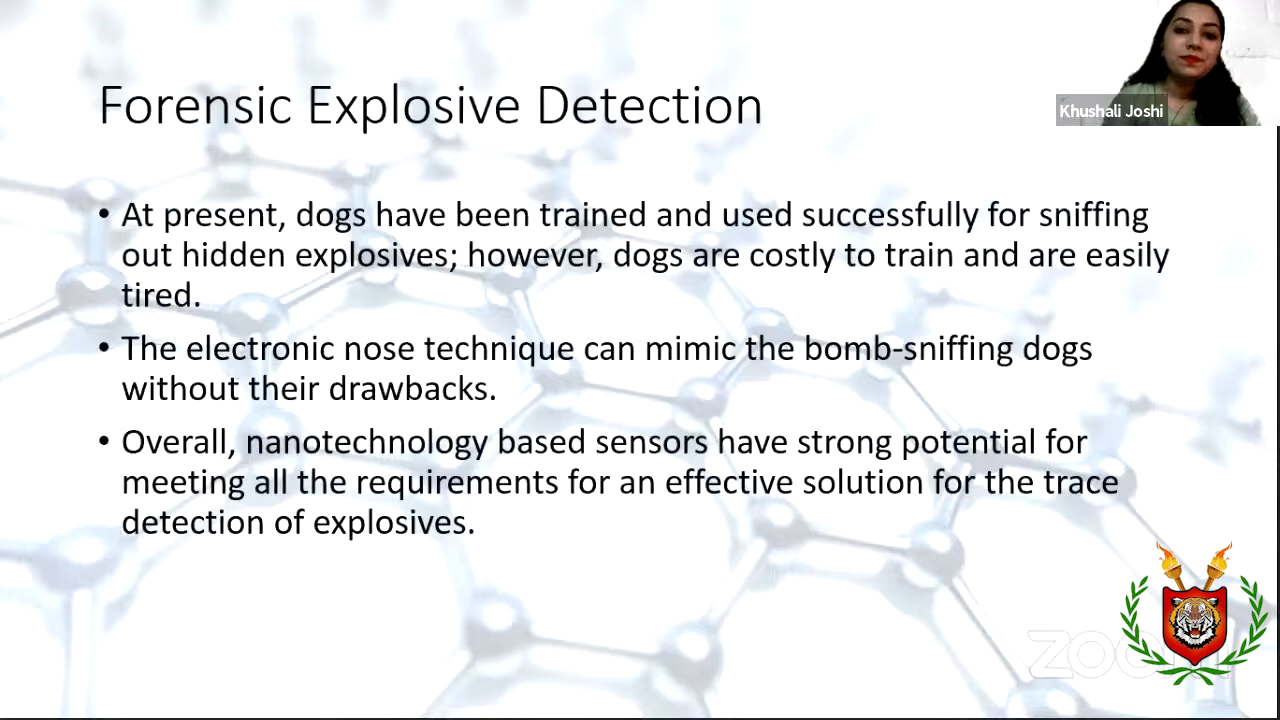 Khushali Joshi
Forensic Explosive Detection
• At present, dogs have been trained and used successfully for sniffing
out hidden explosives; however, dogs are costly to train and are easily
tired.
• The electronic nose technique can mimic the bomb-sniffing dogs
without their drawbacks.
• Overall, nanotechnology based sensors have strong potential for
meeting all the requirements for an effective solution for the trace
detection of explosives.
zoom